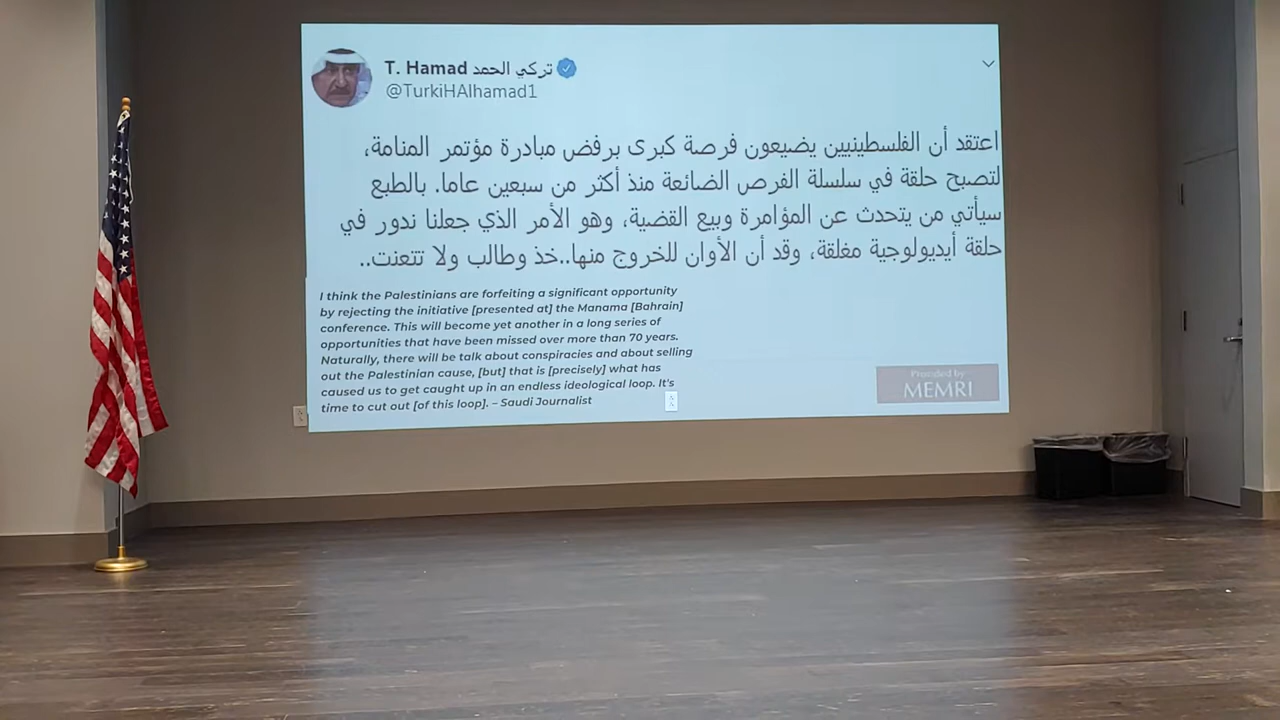 T. Hamad تركي الحمد
@TurkiHAlhamad1
اعتقد أن الفلسطينيين يضيعون فرصة كبرى برفض مبادرة مؤتمر المنامة،
لتصبح حلقة في سلسلة الفرص الضائعة منذ أكثر من سبعين عاما. بالطبع
سيأتي من يتحدث عن المؤامرة وبيع القضية، وهو الأمر الذي جعلنا ندور في
حلقة أيديولوجية مغلقة، وقد أن الأوان للخروج منها..خذ وطالب ولا تتعنت..
I think the Palestinians are forfeiting a significant opportunity
by rejecting the initiative [presented at] the Manama [Bahrain]
conference. This will become yet another in a long series of
opportunities that have been missed over more than 70 years.
Naturally, there will be talk about conspiracies and about selling
out the Palestinian cause, [but] that is [precisely] what has
caused us to get caught up in an endless ideological loop. It's
time to cut out [of this loop]. – Saudi Journalist
Provided by
MEMRI